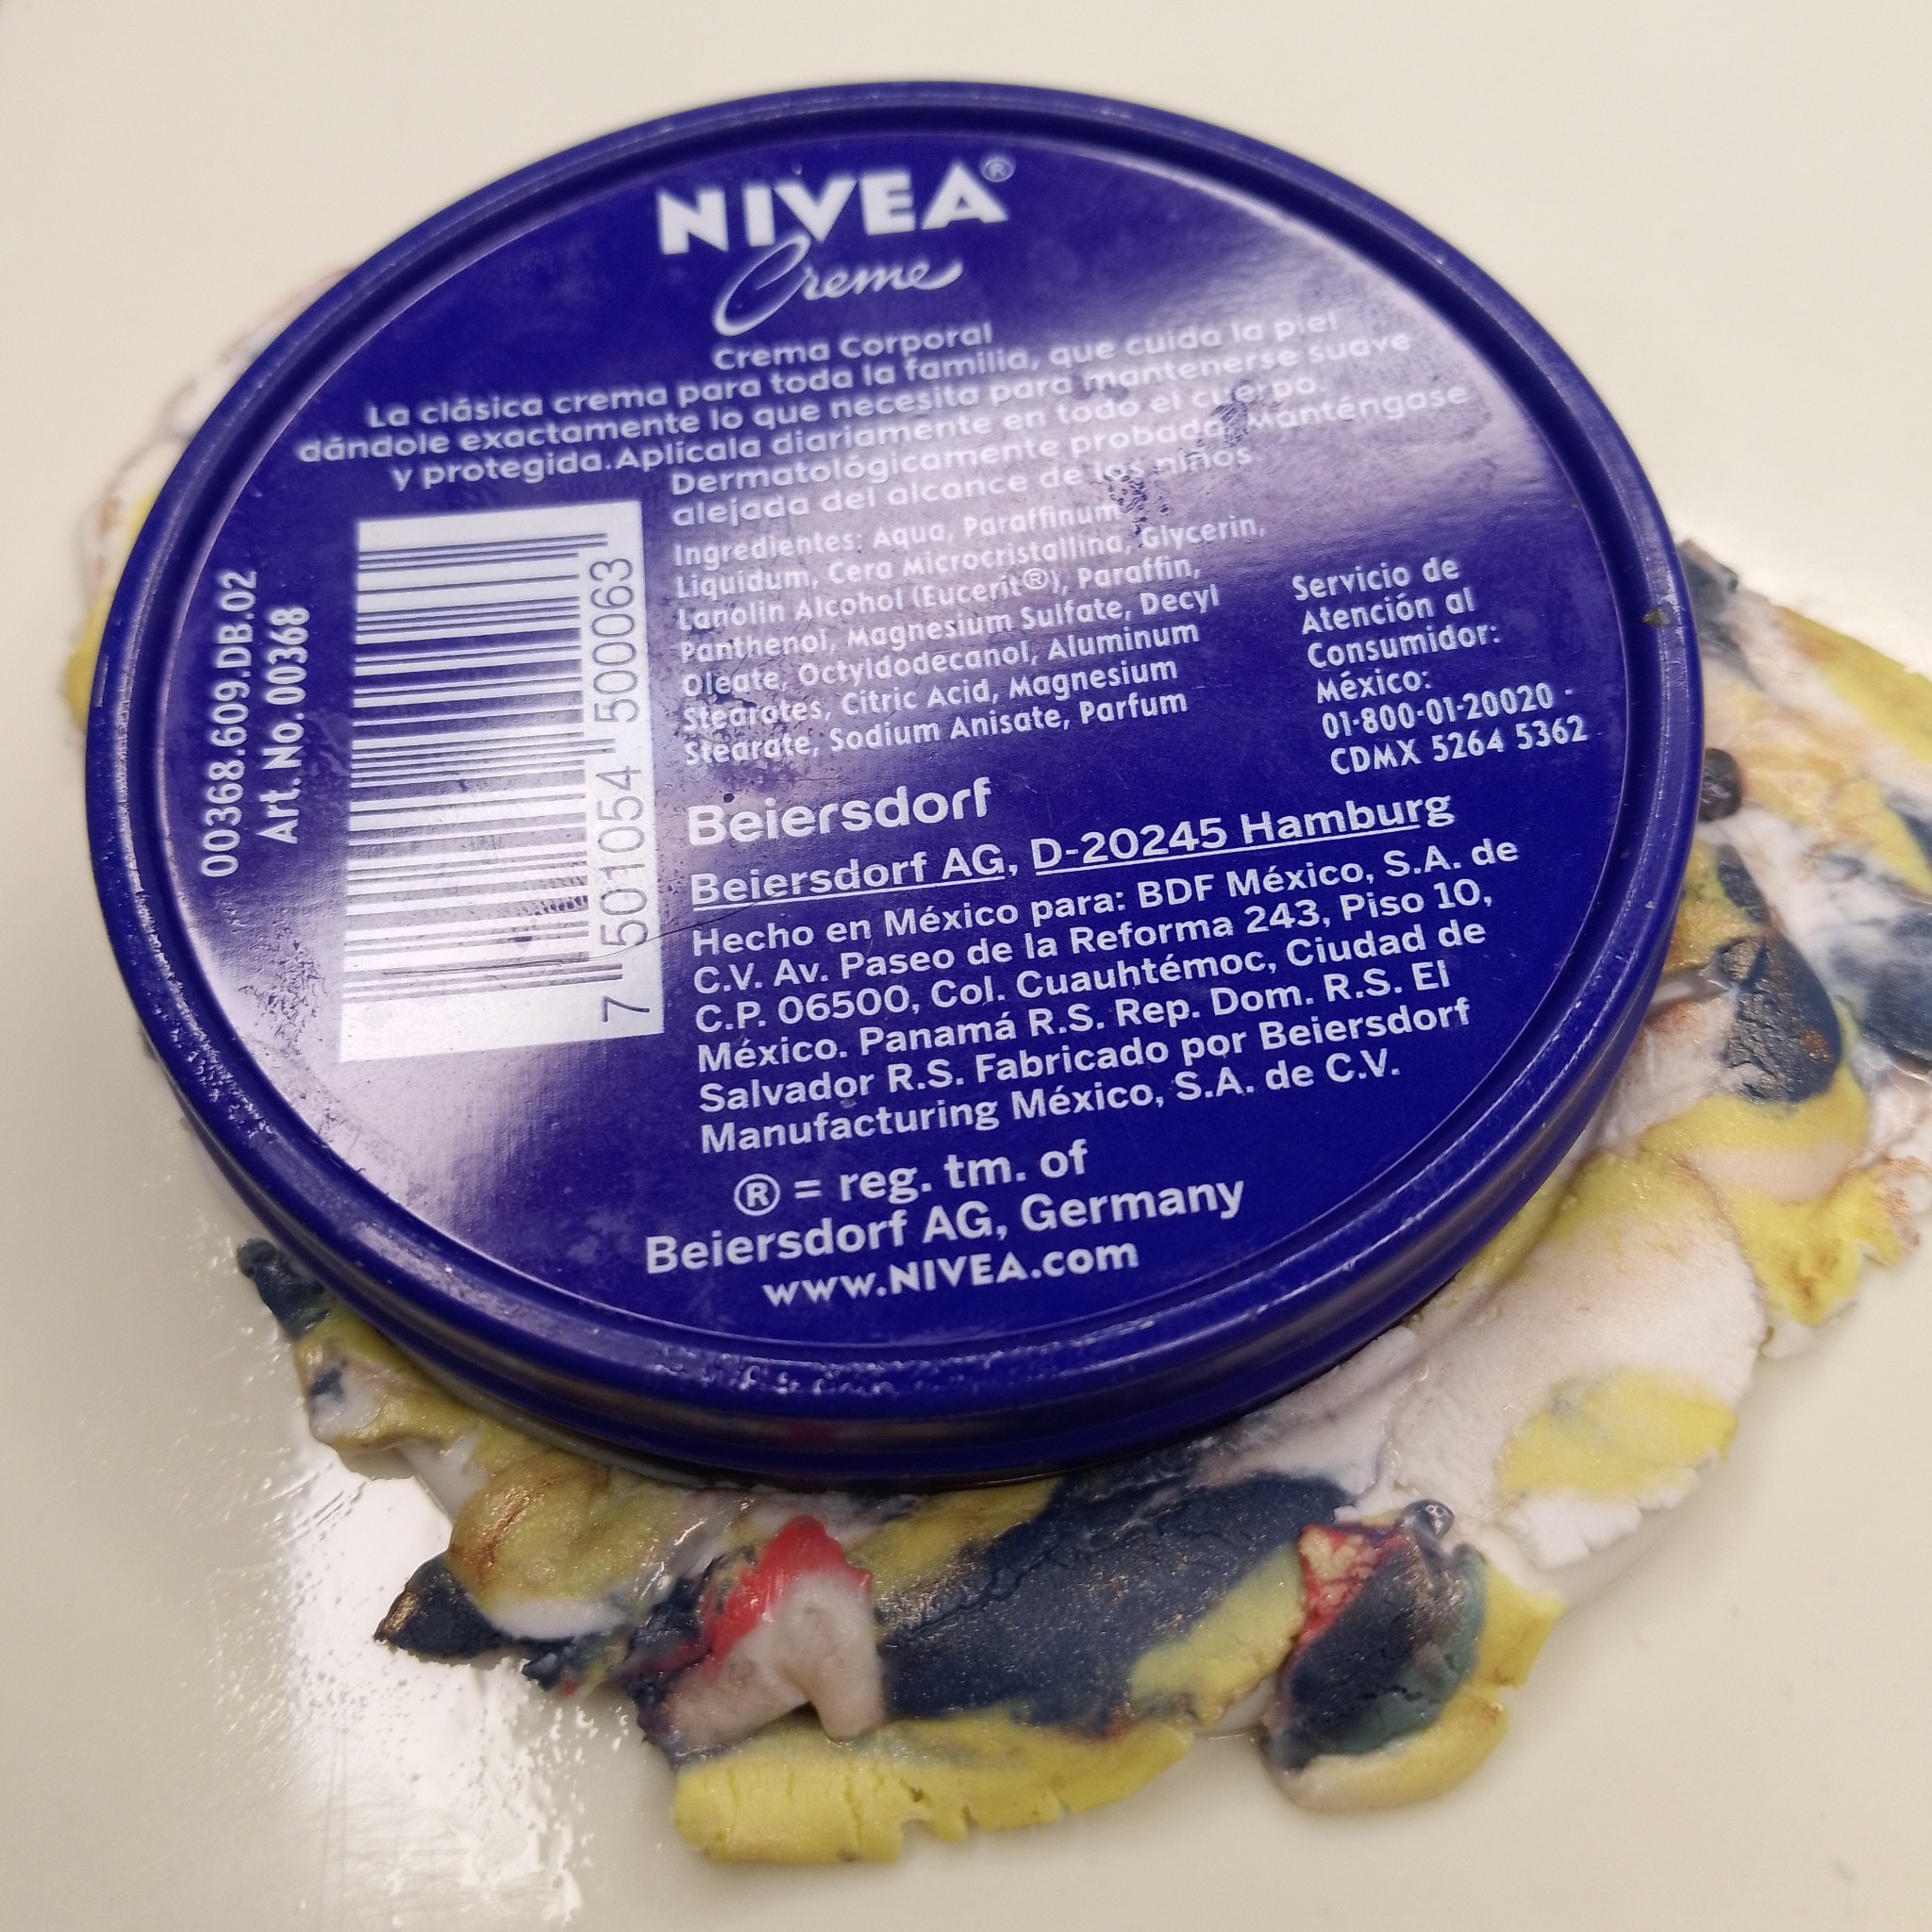 NIVEA®
Creme
Crema Corporal
La clásica crema para toda la familia, que cuida la piel
dándole exactamente lo que necesita para mantenerse suave
y protegida. Aplícala diariamente en todo el cuerpo.
Dermatológicamente probada. Manténgase
alejada del alcance de los niños
Ingredientes: Aqua, Paraffinum
Liquidum, Cera Microcristallina, Glycerin,
Lanolin Alcohol (Eucerit®), Paraffin,
Panthenol, Magnesium Sulfate, Decyl
Oleate, Octyldodecanol, Aluminum
Stearates, Citric Acid, Magnesium
Stearate, Sodium Anisate, Parfum
Servicio de
Atención al
Consumidor:
México:
01-800-01-20020 -
CDMX 5264 5362
00368.609.DB.02
Art. No. 00368
7 501054 500063
Beiersdorf
Beiersdorf AG, D-20245 Hamburg
Hecho en México para: BDF México, S.A. de
C.V. Av. Paseo de la Reforma 243, Piso 10,
C.P. 06500, Col. Cuauhtémoc, Ciudad de
México. Panamá R.S. Rep. Dom. R.S. El
Salvador R.S. Fabricado por Beiersdorf
Manufacturing México, S.A. de C.V.
® = reg. tm. of
Beiersdorf AG, Germany
www.NIVEA.com